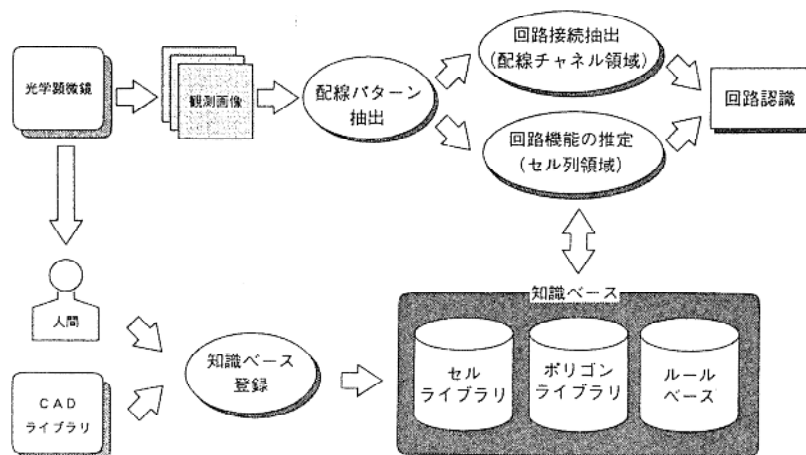 光学顕微鏡
観測画像
配線パターン
抽出
回路接続抽出
(配線チャネル領域)
回路機能の推定
(セル列領域)
回路認識
人間
CAD
ライブラリ
知識ベース
登録
知識ベース
セル
ライブラリ
ポリゴン
ライブラリ
ルール
ベース